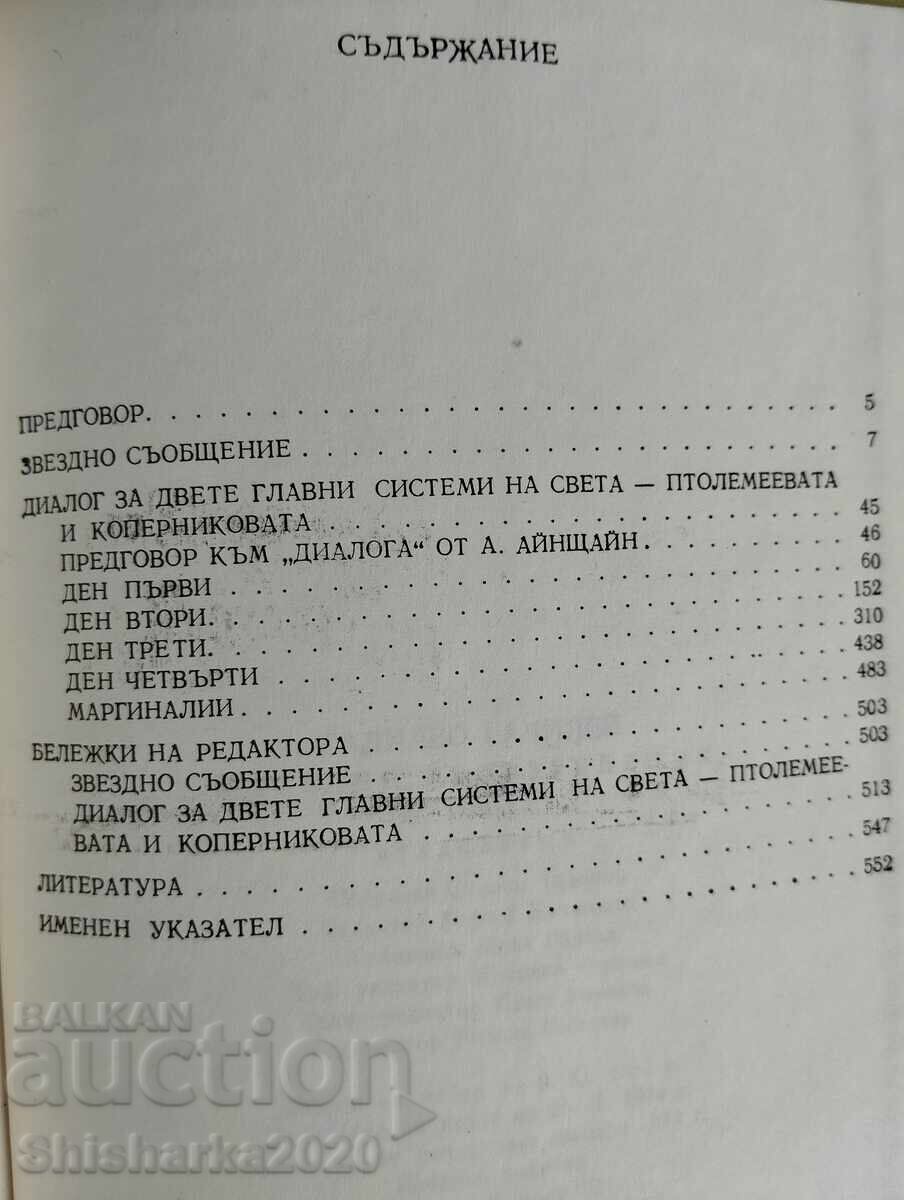 СЪДЪРЖАНИЕ
ПРЕДГОВОР. . . . . . . . . . . . . . . . . . . . . . 5
ЗВЕЗДНО СЪОБЩЕНИЕ . . . . . . . . . . . . . . . . . 7
ДИАЛОГ ЗА ДВЕТЕ ГЛАВНИ СИСТЕМИ НА СВЕТА — ПТОЛЕМЕЕВАТА
И КОПЕРНИКОВАТА . . . . . . . . . . . . . . . . . 45
ПРЕДГОВОР КЪМ „ДИАЛОГА“ ОТ А. АЙНЩАЙН. . . . . . . . 46
ДЕН ПЪРВИ . . . . . . . . . . . . . . . . . . . . 60
ДЕН ВТОРИ. . . . . . . . . . . . . . . . . . . . 152
ДЕН ТРЕТИ. . . . . . . . . . . . . . . . . . . . 310
ДЕН ЧЕТВЪРТИ . . . . . . . . . . . . . . . . . . 438
МАРГИНАЛИИ. . . . . . . . . . . . . . . . . . . . 483
БЕЛЕЖКИ НА РЕДАКТОРА . . . . . . . . . . . . . . . 503
ЗВЕЗДНО СЪОБЩЕНИЕ . . . . . . . . . . . . . . . . 503
ДИАЛОГ ЗА ДВЕТЕ ГЛАВНИ СИСТЕМИ НА СВЕТА — ПТОЛЕМЕЕ-
ВАТА И КОПЕРНИКОВАТА . . . . . . . . . . . . . . 513
ЛИТЕРАТУРА . . . . . . . . . . . . . . . . . . . . 547
ИМЕНЕН УКАЗАТЕЛ . . . . . . . . . . . . . . . . . 552
BALKAN
auction
Shisharka2020